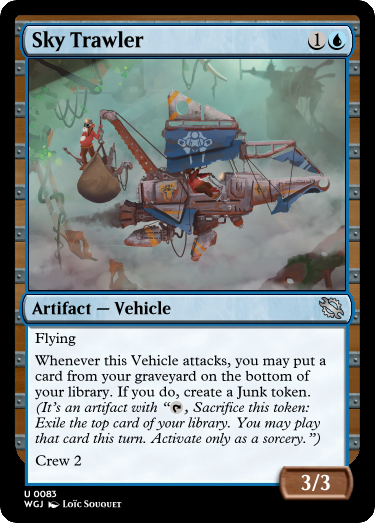 Sky Trawler 1
Artifact — Vehicle
Flying
Whenever this Vehicle attacks, you may put a
card from your graveyard on the bottom of
your library. If you do, create a Junk token.
(It's an artifact with “, Sacrifice this token:
Exile the top card of your library. You may play
that card this turn. Activate only as a sorcery.”)
Crew 2
3/3
U 0083
WGJ Loïc Souquet